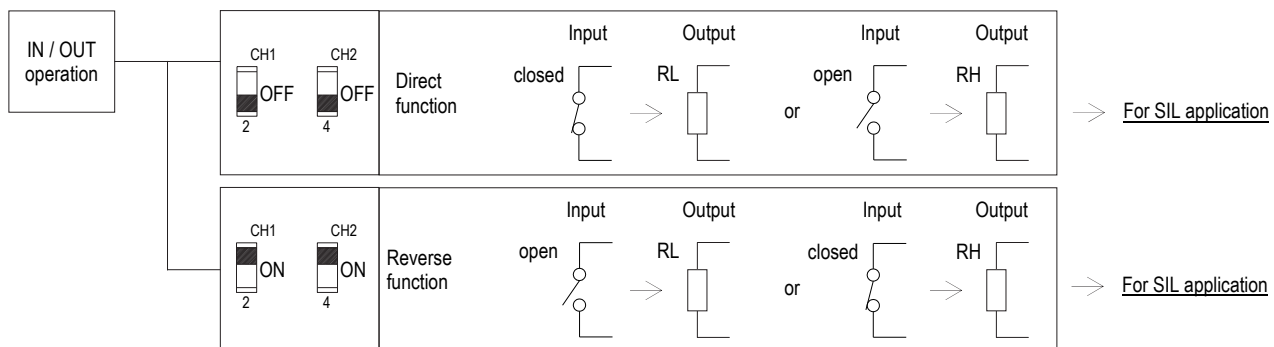 IN / OUT
operation
CH1 CH2
OFF OFF
2 4
Direct
function
Input Output Input Output
closed RL or open RH
For SIL application
CH1 CH2
ON ON
2 4
Reverse
function
Input Output Input Output
open RL or closed RH
For SIL application